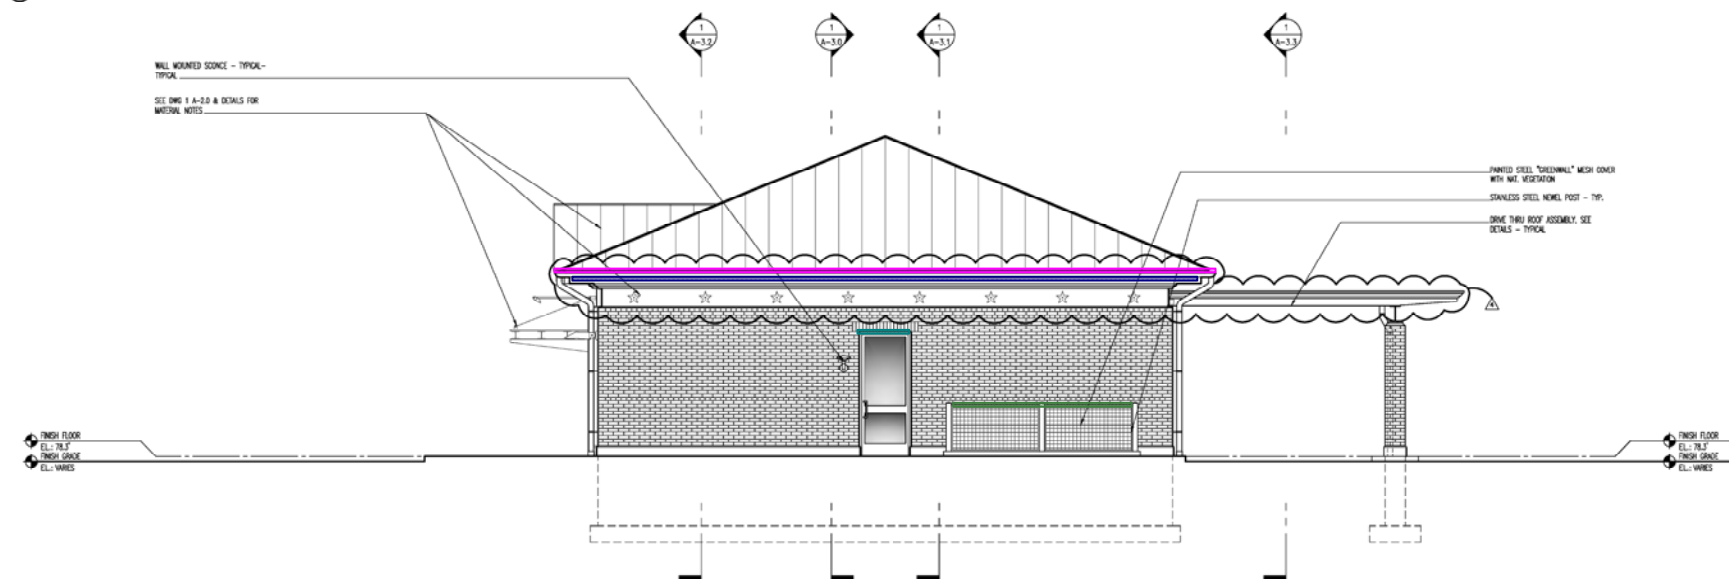 1
A-3.2
1
A-3.0
1
A-3.1
1
A-3.3
WALL MOUNTED SCONCE - TYPICAL-
TYPICAL
SEE DWG 1 A-2.0 & DETAILS FOR
MATERIAL NOTES
PAINTED STEEL "GREENWALL" MESH COVER
WITH NAT. VEGETATION
STAINLESS STEEL NEWEL POST - TYP.
DRIVE THRU ROOF ASSEMBLY. SEE
DETAILS - TYPICAL
4
FINISH FLOOR
EL.: 78.3'
FINISH GRADE
EL.: VARIES
FINISH FLOOR
EL.: 78.3'
FINISH GRADE
EL.: VARIES